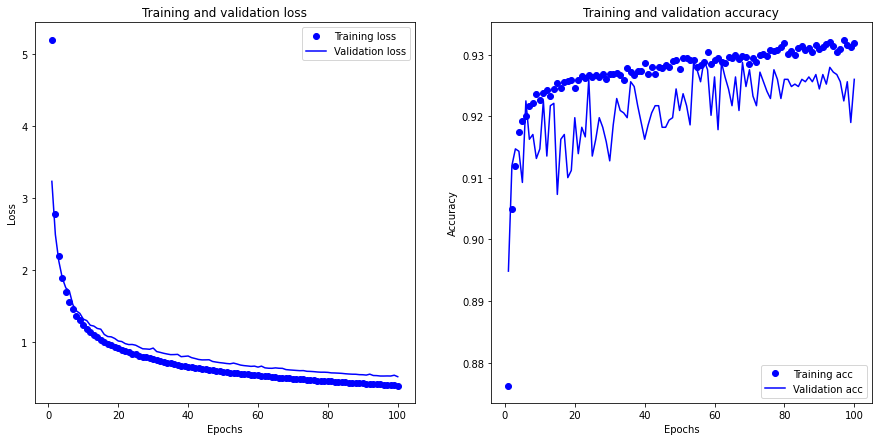 Training and validation loss
Training loss
Validation loss
5
4
3
2
1
Loss
0
20
40
60
80
100
Epochs
Training and validation accuracy
0.93
0.92
0.91
0.90
0.89
0.88
Accuracy
Training acc
Validation acc
0
20
40
60
80
100
Epochs